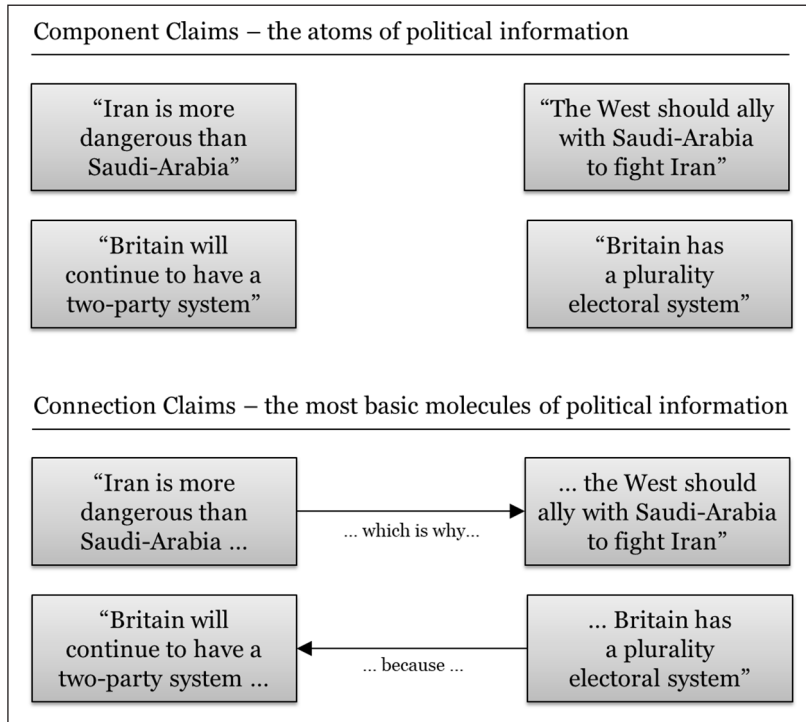 Component Claims – the atoms of political information
“Iran is more
dangerous than
Saudi-Arabia”
“The West should ally
with Saudi-Arabia
to fight Iran”
“Britain will
continue to have a
two-party system”
“Britain has
a plurality
electoral system”
Connection Claims – the most basic molecules of political information
“Iran is more
dangerous than
Saudi-Arabia ...
... which is why...
... the West should
ally with Saudi-Arabia
to fight Iran”
“Britain will
continue to have a
two-party system ...
... because ...
... Britain has
a plurality
electoral system”